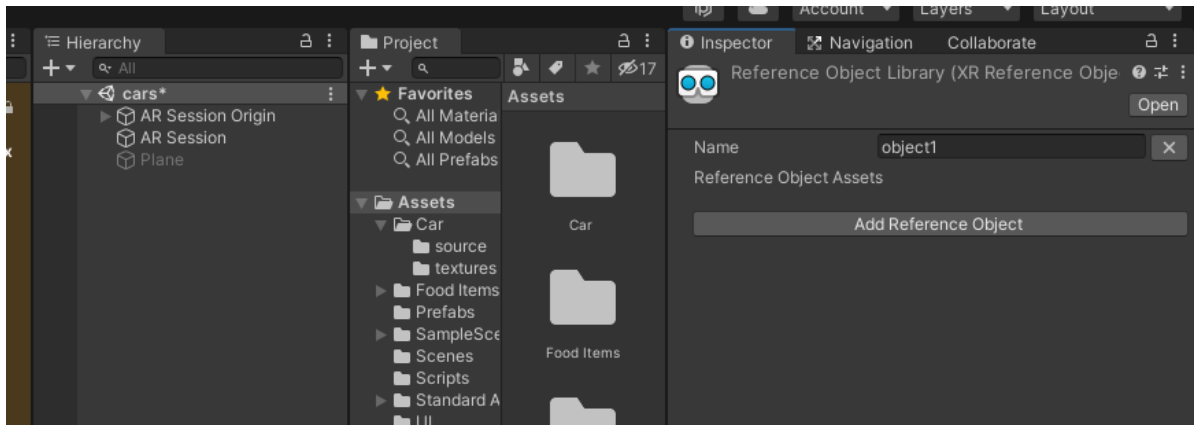 Account Layers Layout
Hierarchy
All
cars*
AR Session Origin
AR Session
Plane
Project
17
Favorites
All Materia
All Models
All Prefabs
Assets
Car
source
textures
Food Items
Prefabs
SampleSce
Scenes
Scripts
Standard A
UI
Assets
Car
Food Items
Inspector Navigation Collaborate
Reference Object Library (XR Reference Obje
Open
Name object1
Reference Object Assets
Add Reference Object